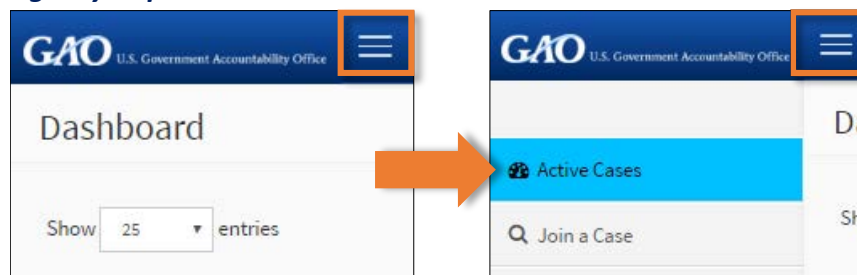 GAO U.S. Government Accountability Office
Dashboard
Show 25 entries
GAO U.S. Government Accountability Office
Active Cases
Join a Case